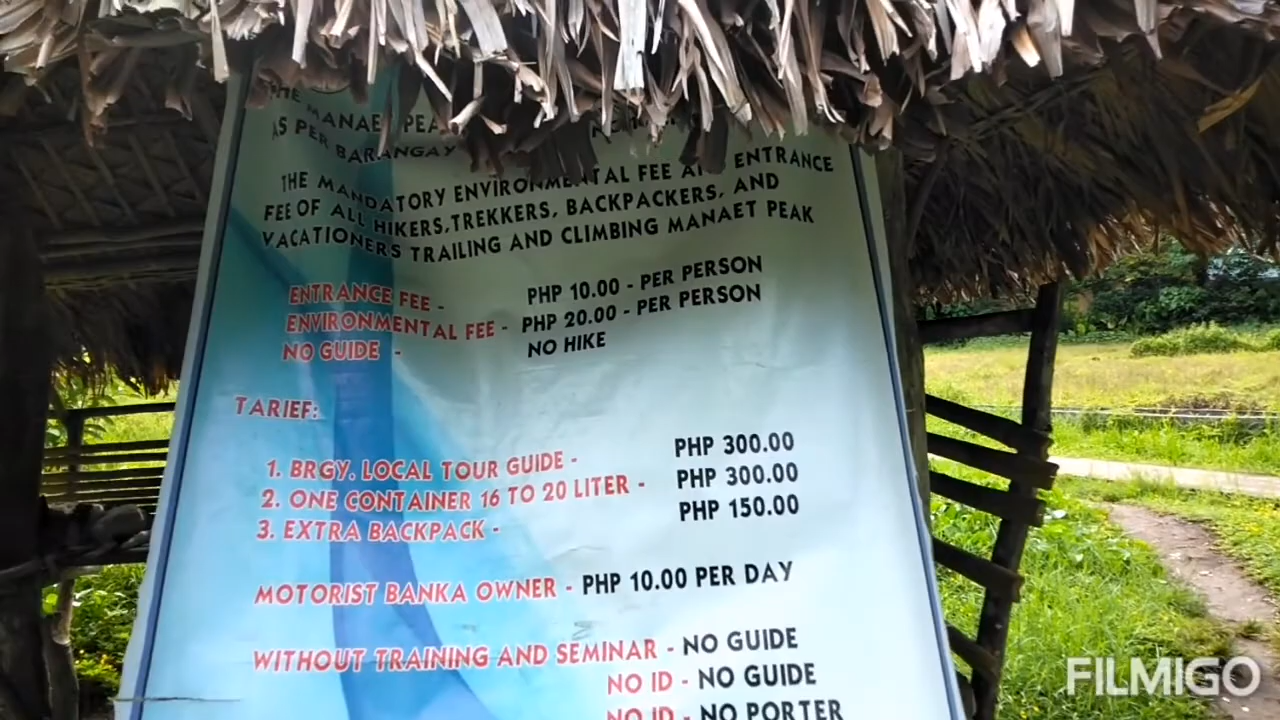 THE MANAET
AS PER BARANGAY
THE MANDATORY ENVIRONMENTAL FEE ENTRANCE
FEE OF ALL HIKERS,TREKKERS, BACKPACKERS, AND
VACATIONERS TRAILING AND CLIMBING MANAET PEAK
ENTRANCE FEE - PHP 10.00 - PER PERSON
ENVIRONMENTAL FEE - PHP 20.00 - PER PERSON
NO GUIDE - NO HIKE
TARIEF:
1. BRGY. LOCAL TOUR GUIDE - PHP 300.00
2. ONE CONTAINER 16 TO 20 LITER - PHP 300.00
3. EXTRA BACKPACK - PHP 150.00
MOTORIST BANKA OWNER - PHP 10.00 PER DAY
WITHOUT TRAINING AND SEMINAR - NO GUIDE
NO ID - NO GUIDE
NO ID - NO PORTER
FILMIGO